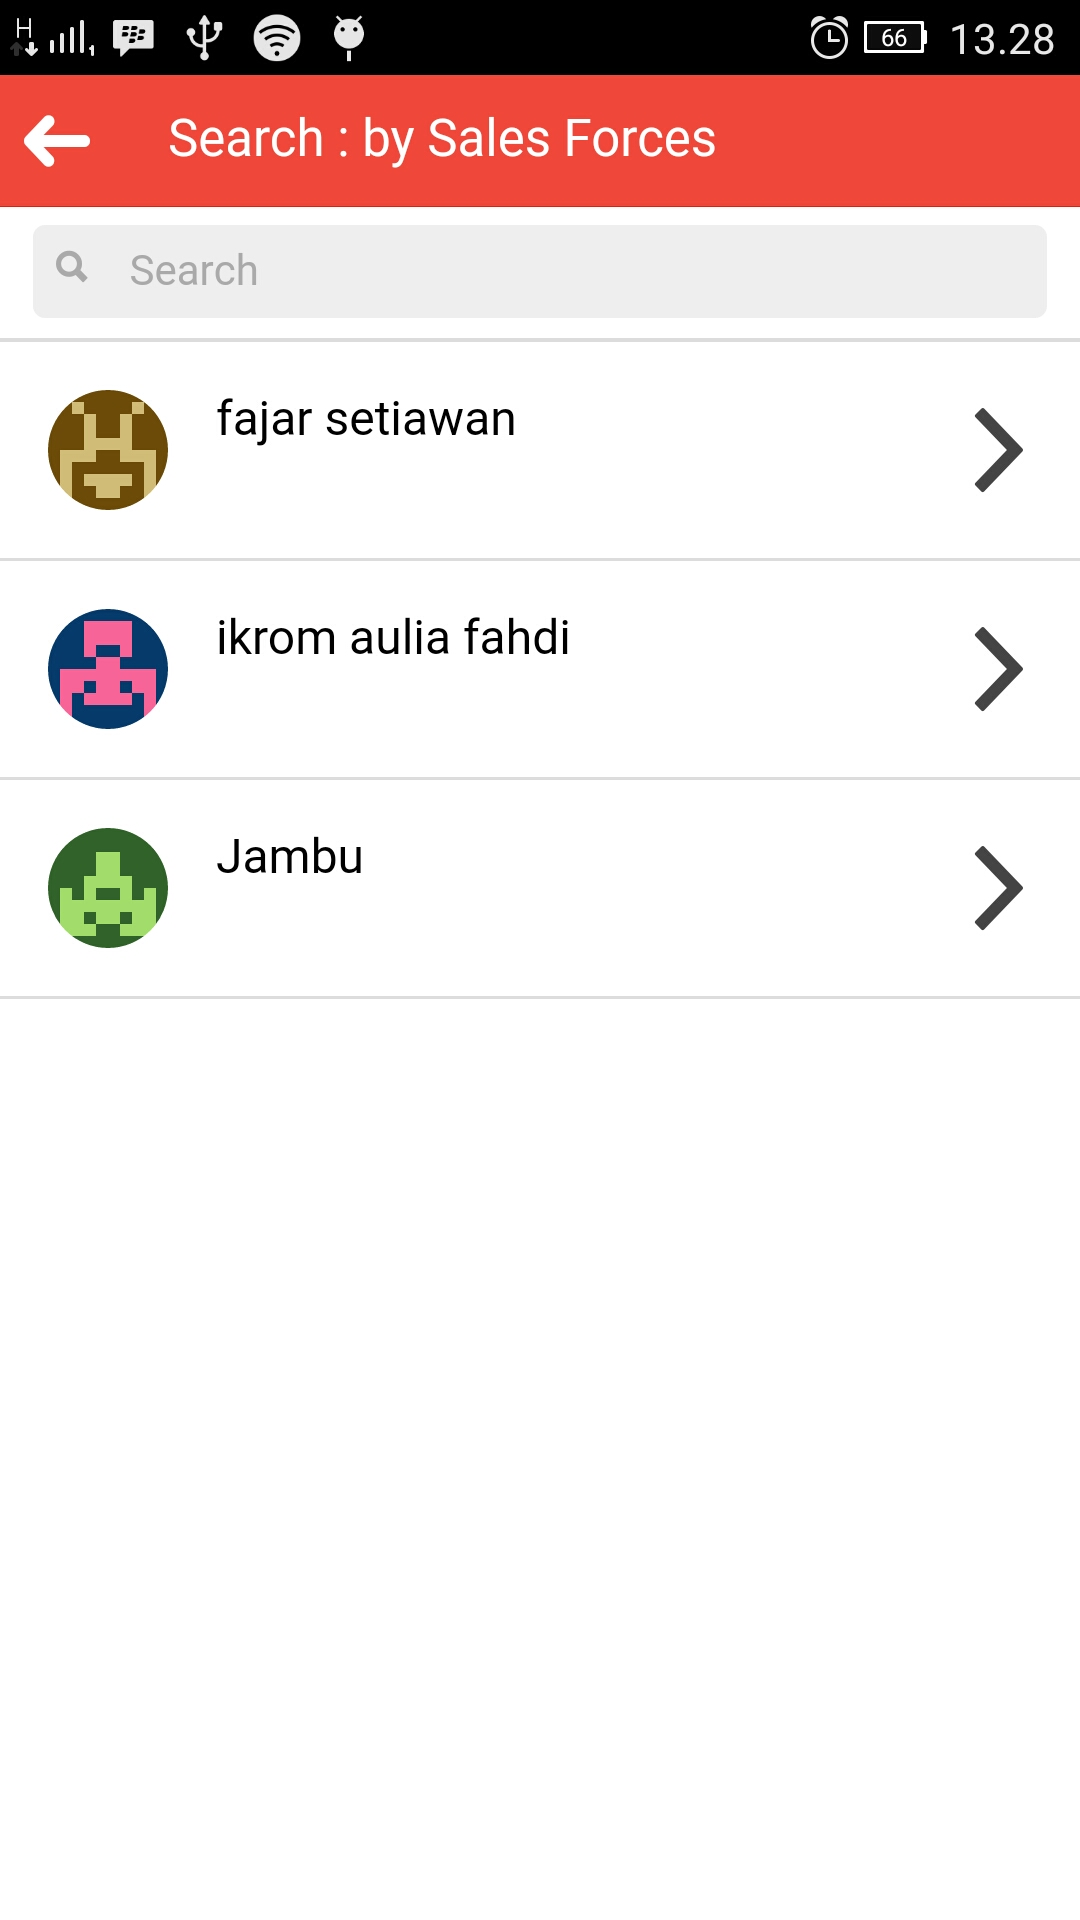 H 66 13.28
Search : by Sales Forces
Search
fajar setiawan
ikrom aulia fahdi
Jambu